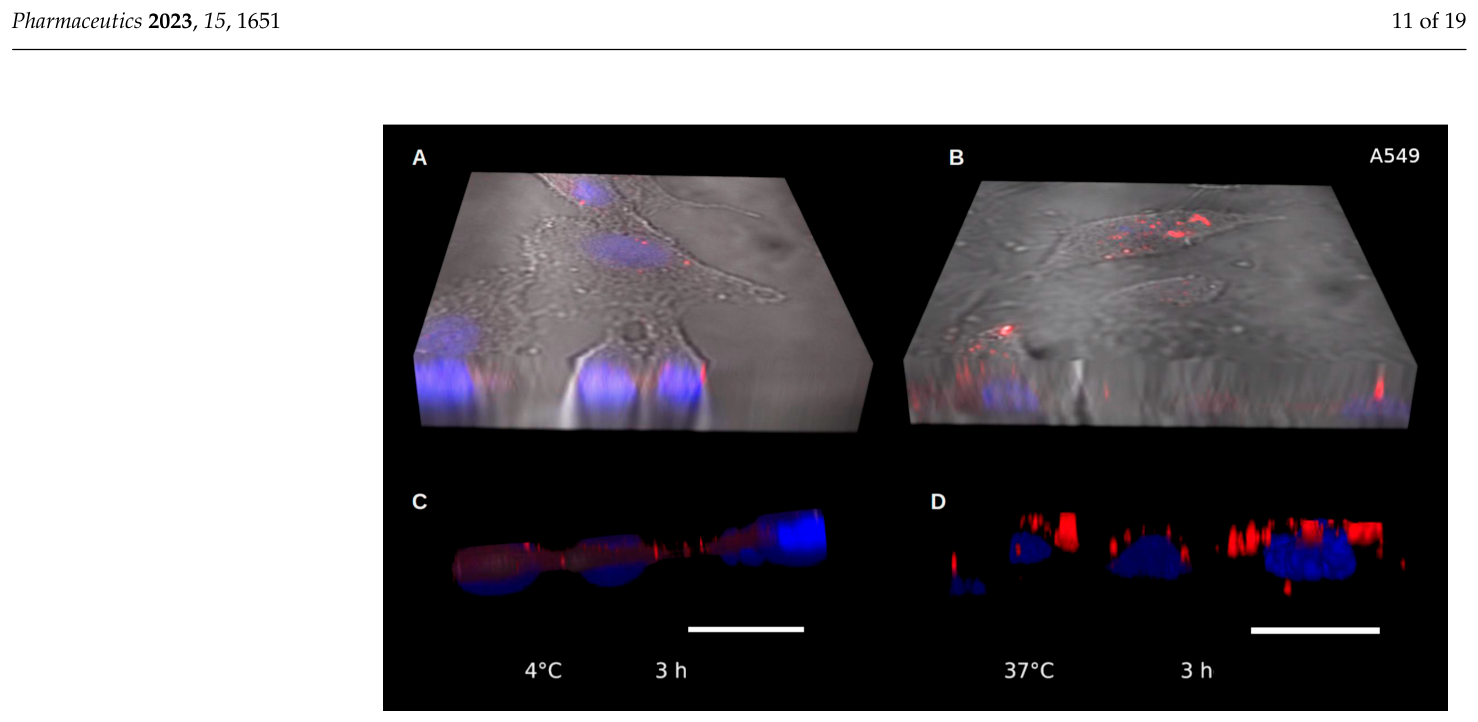 Pharmaceutics 2023, 15, 1651
11 of 19
A
B
A549
C
D
4°C
3 h
37°C
3 h